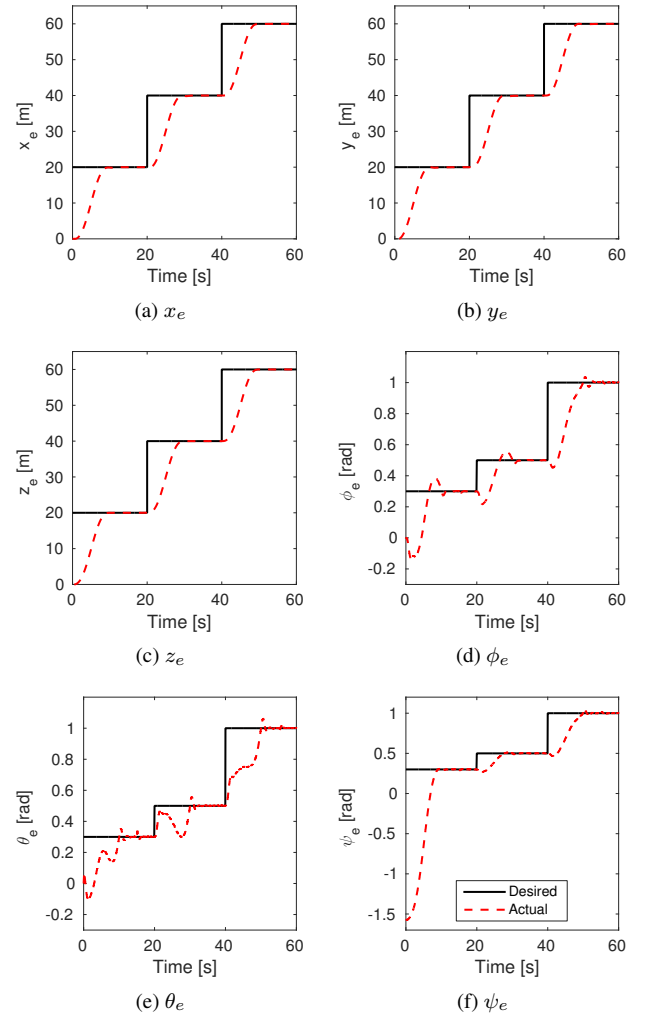 60
50
40
30
20
10
0
x_e [m]
0 20 40 60
Time [s]
(a) x_e
60
50
40
30
20
10
0
y_e [m]
0 20 40 60
Time [s]
(b) y_e
60
50
40
30
20
10
0
z_e [m]
0 20 40 60
Time [s]
(c) z_e
1
0.8
0.6
0.4
0.2
0
-0.2
ϕ_e [rad]
0 20 40 60
Time [s]
(d) ϕ_e
1
0.8
0.6
0.4
0.2
0
-0.2
θ_e [rad]
0 20 40 60
Time [s]
(e) θ_e
1
0.5
0
-0.5
-1
-1.5
ψ_e [rad]
Desired
Actual
0 20 40 60
Time [s]
(f) ψ_e